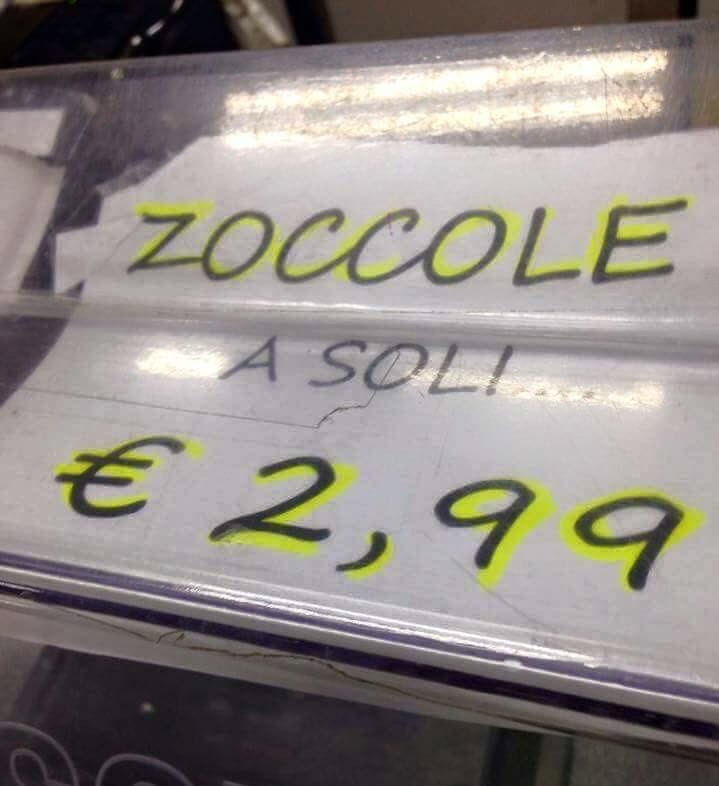 ZOCCOLE
A SOLI....
€ 2,99